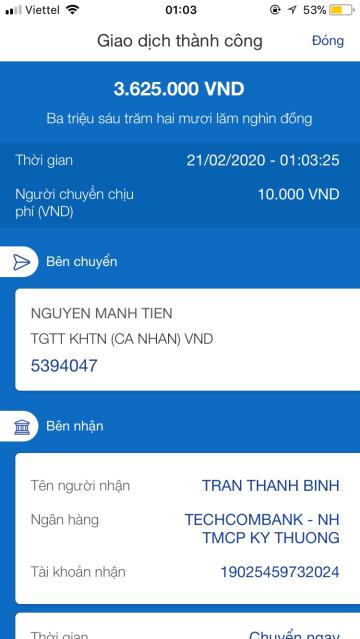 Viettel 01:03 53%
Giao dịch thành công Đóng
3.625.000 VND
Ba triệu sáu trăm hai mươi lăm nghìn đồng
Thời gian 21/02/2020 - 01:03:25
Người chuyển chịu 10.000 VND
phí (VND)
Bên chuyển
NGUYEN MANH TIEN
TGTT KHTN (CA NHAN) VND
5394047
Bên nhận
Tên người nhận TRAN THANH BINH
Ngân hàng TECHCOMBANK - NH
TMCP KY THUONG
Tài khoản nhận 19025459732024
Thời gian Chuyển ngay